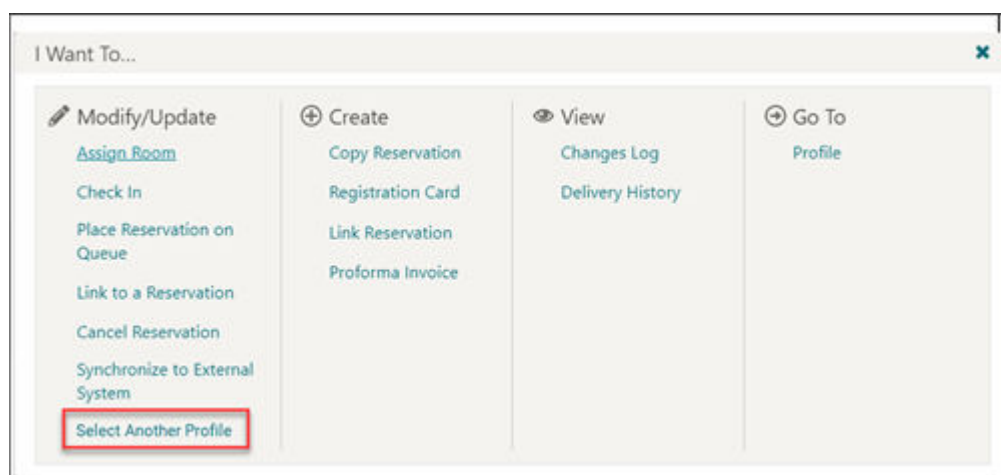 I Want To...
Modify/Update
Assign Room
Check In
Place Reservation on
Queue
Link to a Reservation
Cancel Reservation
Synchronize to External
System
Select Another Profile
Create
Copy Reservation
Registration Card
Link Reservation
Proforma Invoice
View
Changes Log
Delivery History
Go To
Profile